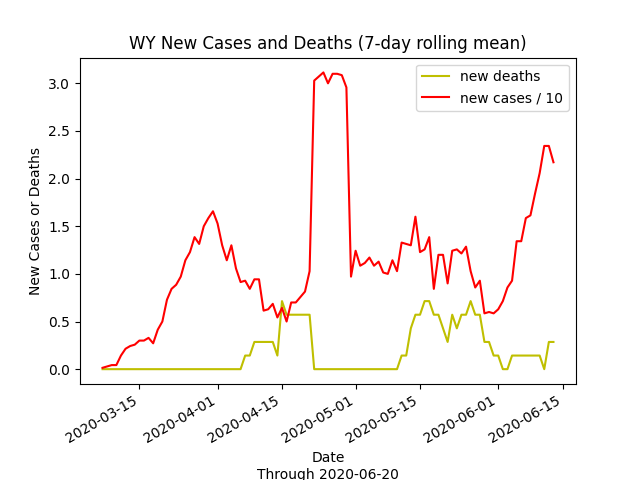 WY New Cases and Deaths (7-day rolling mean)
new deaths
new cases / 10
New Cases or Deaths
3.0
2.5
2.0
1.5
1.0
0.5
0.0
2020-03-15
2020-04-01
2020-04-15
2020-05-01
2020-05-15
2020-06-01
2020-06-15
Date
Through 2020-06-20